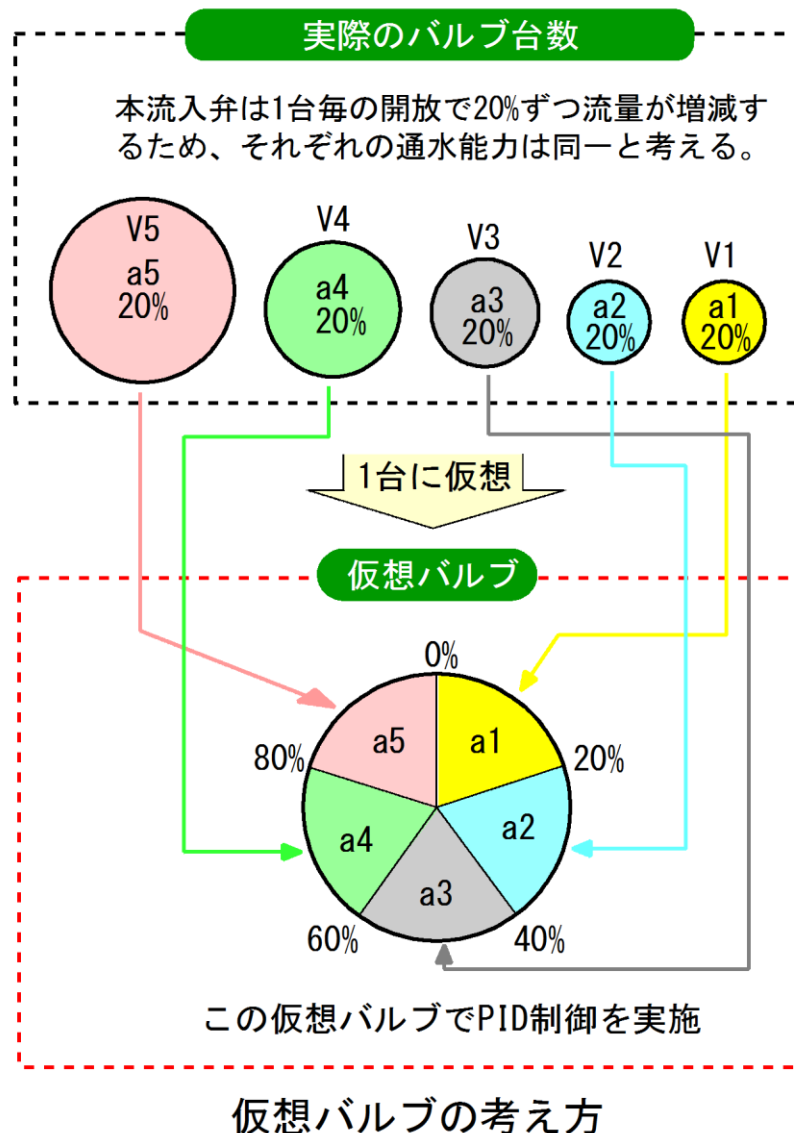 実際のバルブ台数
本流入弁は1台毎の開放で20%ずつ流量が増減す
るため、それぞれの通水能力は同一と考える。
V5
a5
20%
V4
a4
20%
V3
a3
20%
V2
a2
20%
V1
a1
20%
1台に仮想
仮想バルブ
0%
a5
a1
80%
20%
a4
a2
a3
60%
40%
この仮想バルブでPID制御を実施
仮想バルブの考え方